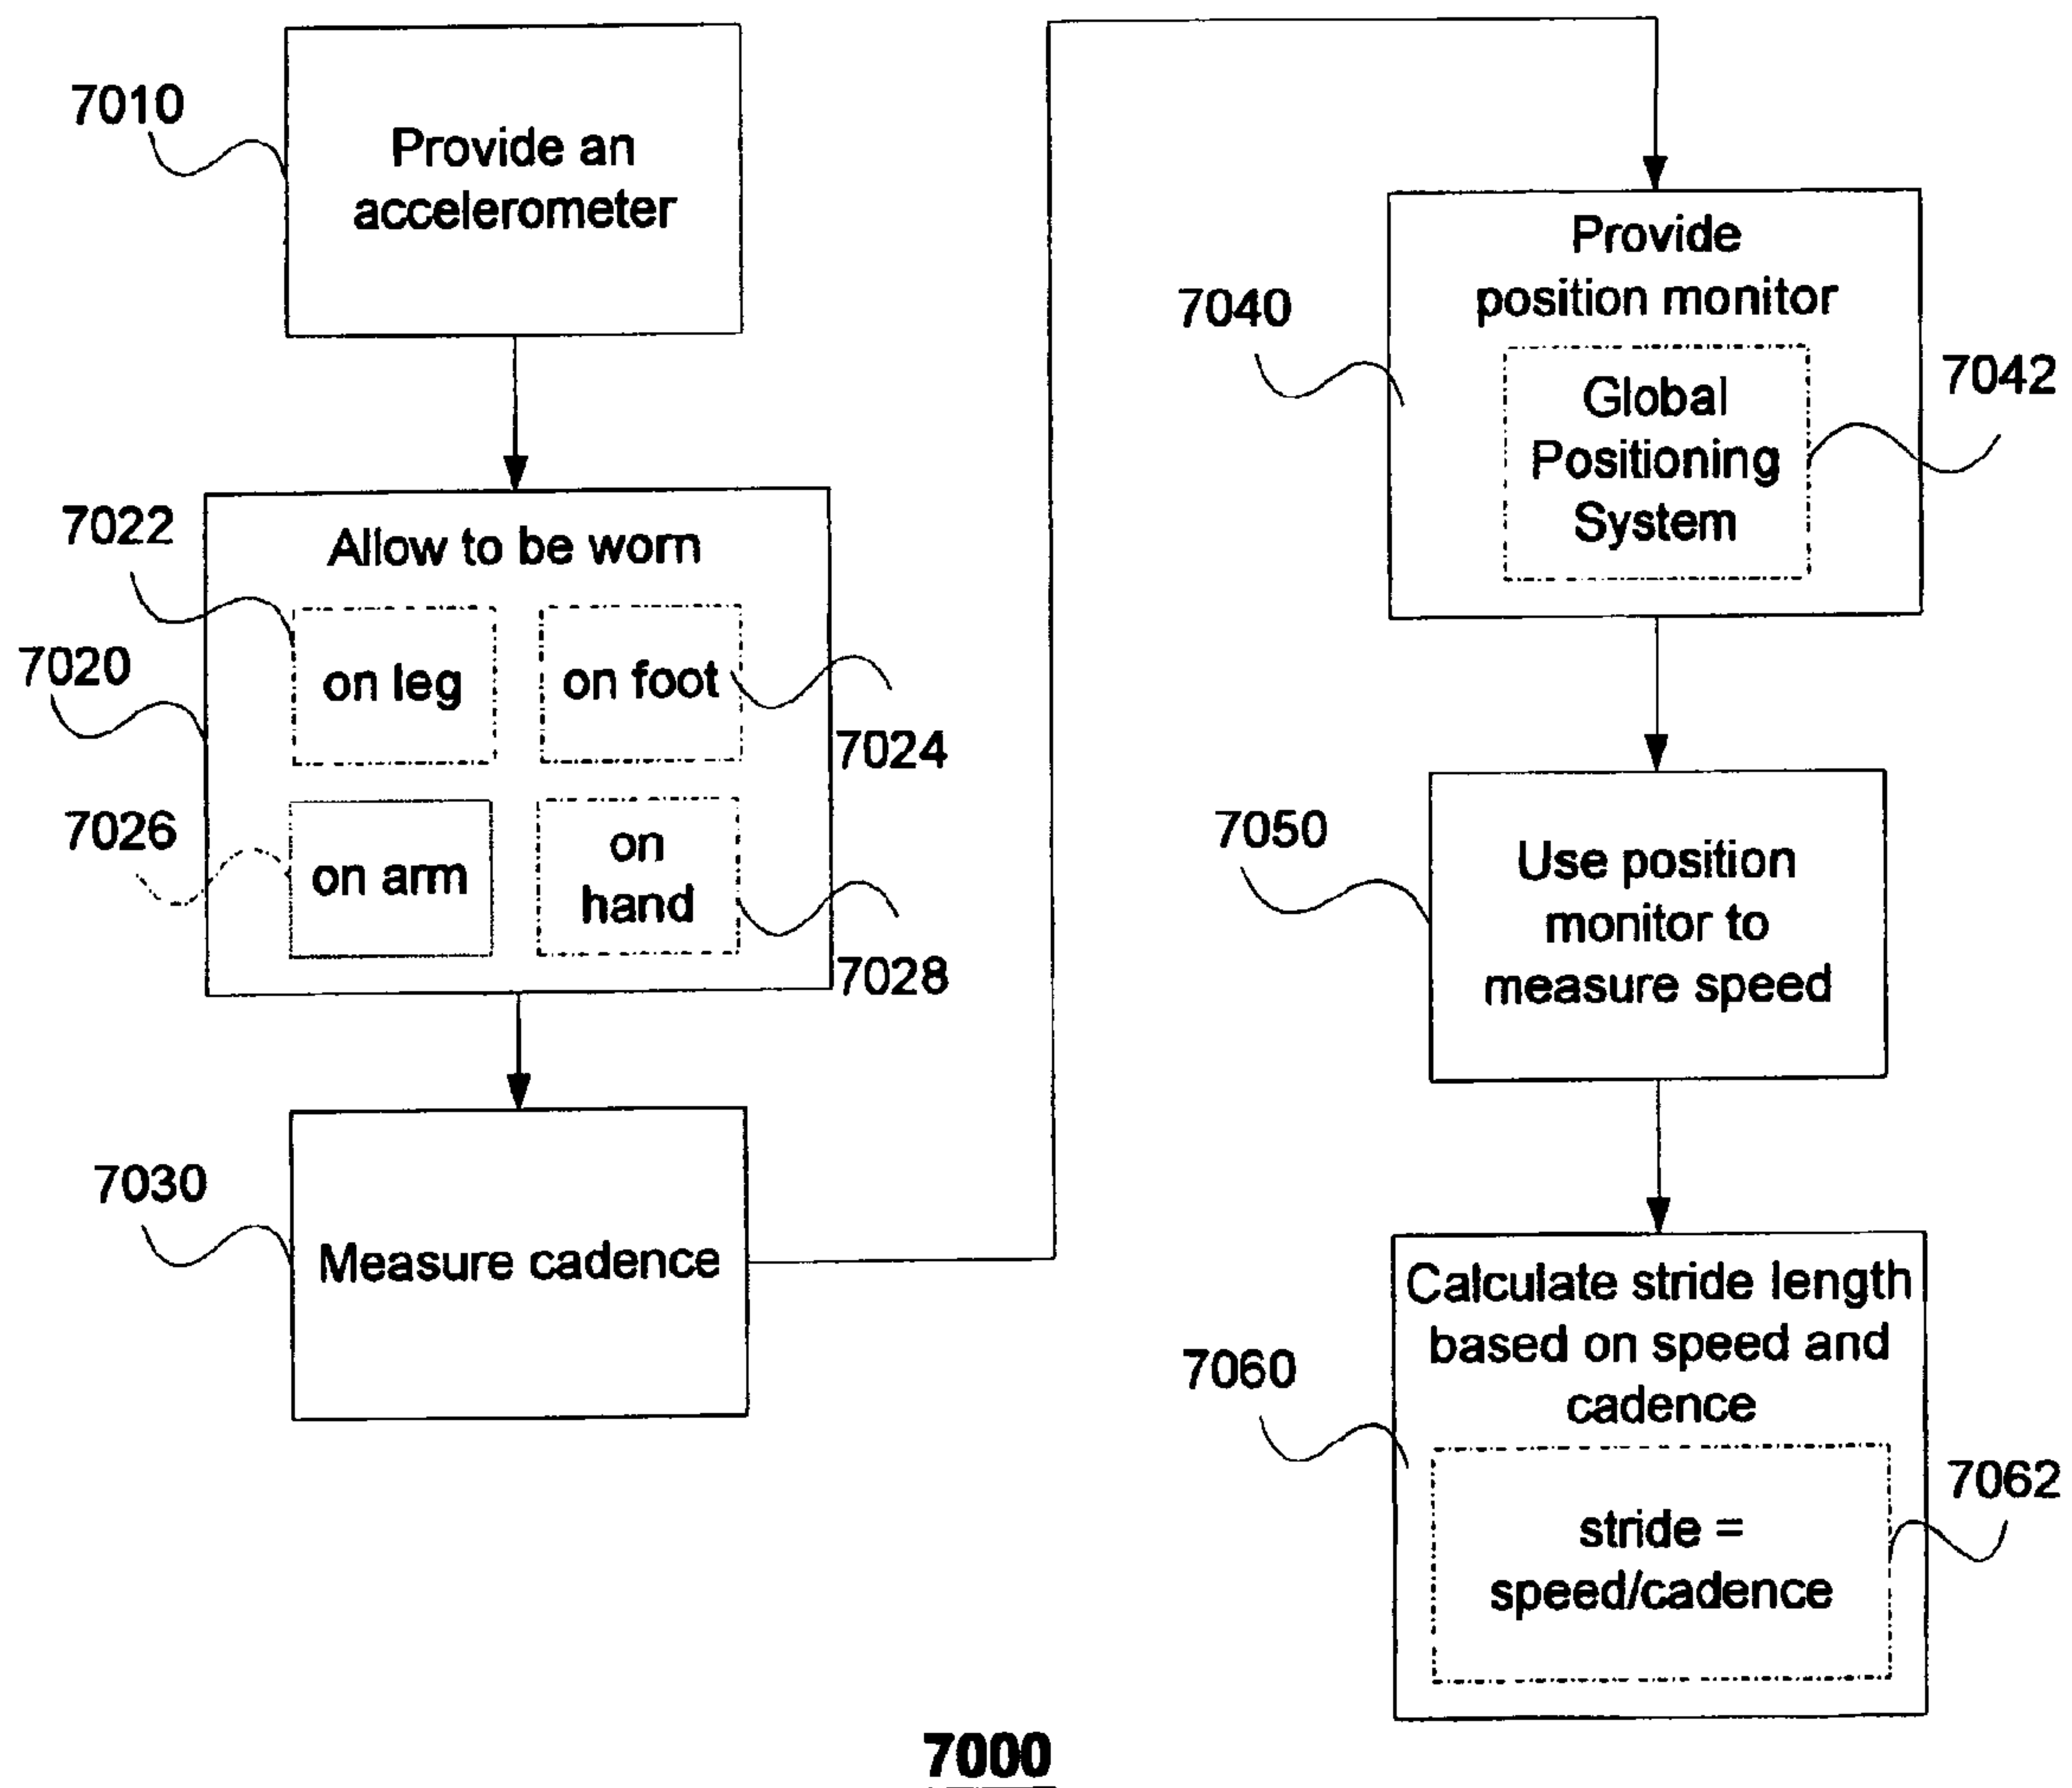 7010
Provide an
accelerometer
7022
Allow to be worn
7020
on leg
on foot
7024
7026
on arm
on
hand
7028
7030
Measure cadence
Provide
position monitor
7040
7042
Global
Positioning
System
7050
Use position
monitor to
measure speed
Calculate stride length
based on speed and
cadence
7060
7062
stride =
speed/cadence
7000